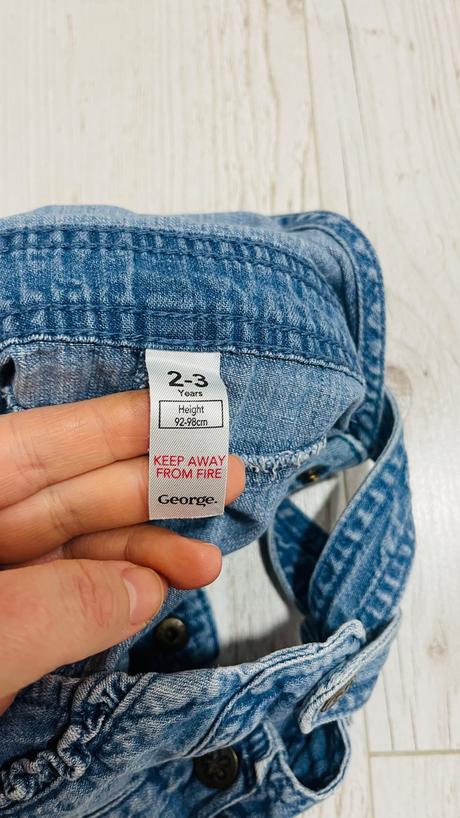 2-3
Years
Height
92-98cm
KEEP AWAY
FROM FIRE
George.